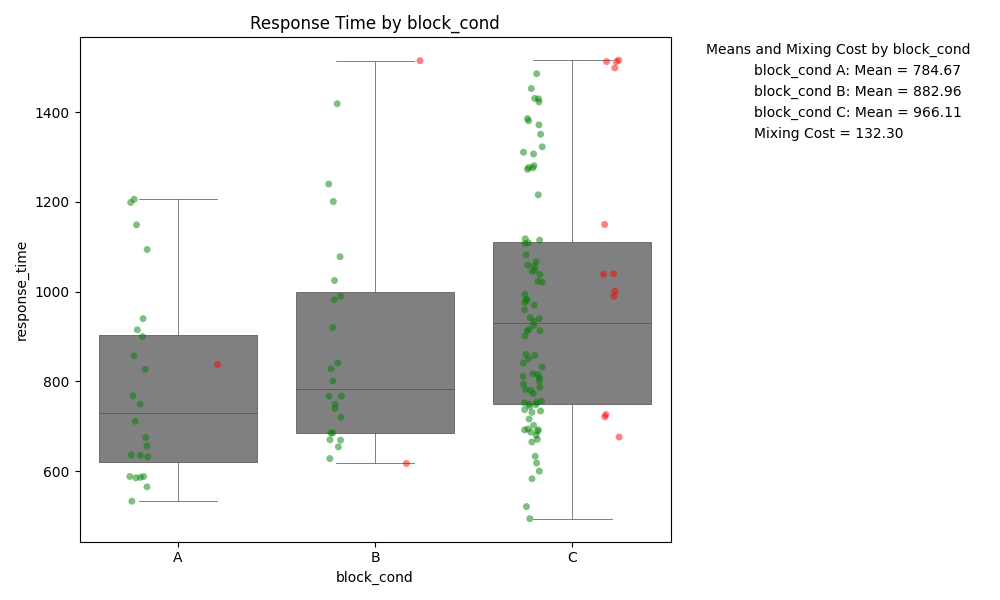 Response Time by block_cond
Means and Mixing Cost by block_cond
block_cond A: Mean = 784.67
block_cond B: Mean = 882.96
block_cond C: Mean = 966.11
Mixing Cost = 132.30
response_time
1400
1200
1000
800
600
A
B
C
block_cond